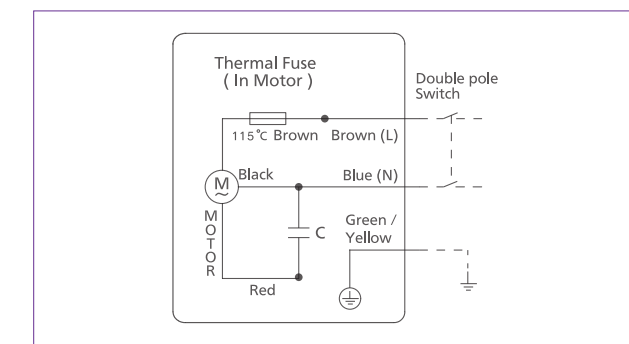 Thermal Fuse
( In Motor )
Double pole
Switch
115℃ Brown Brown (L)
Black
Blue (N)
M
~
MOTOR
C
Green /
Yellow
Red